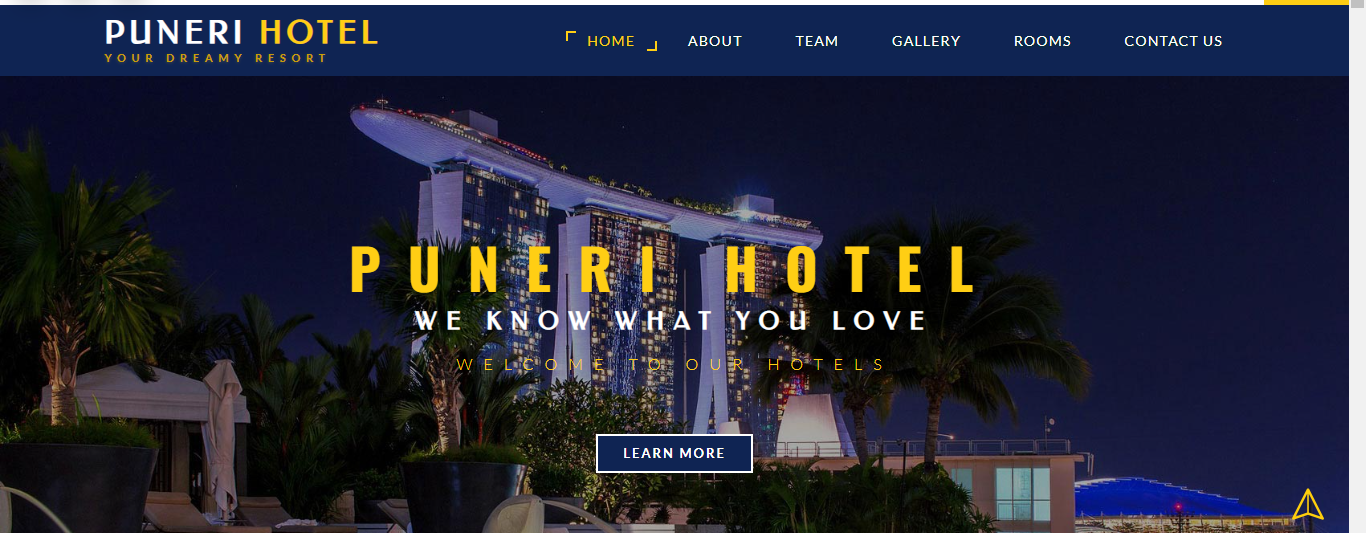 PUNERI HOTEL
YOUR DREAMY RESORT
HOME ABOUT TEAM GALLERY ROOMS CONTACT US
PUNERI HOTEL
WE KNOW WHAT YOU LOVE
WELCOME TO OUR HOTELS
LEARN MORE